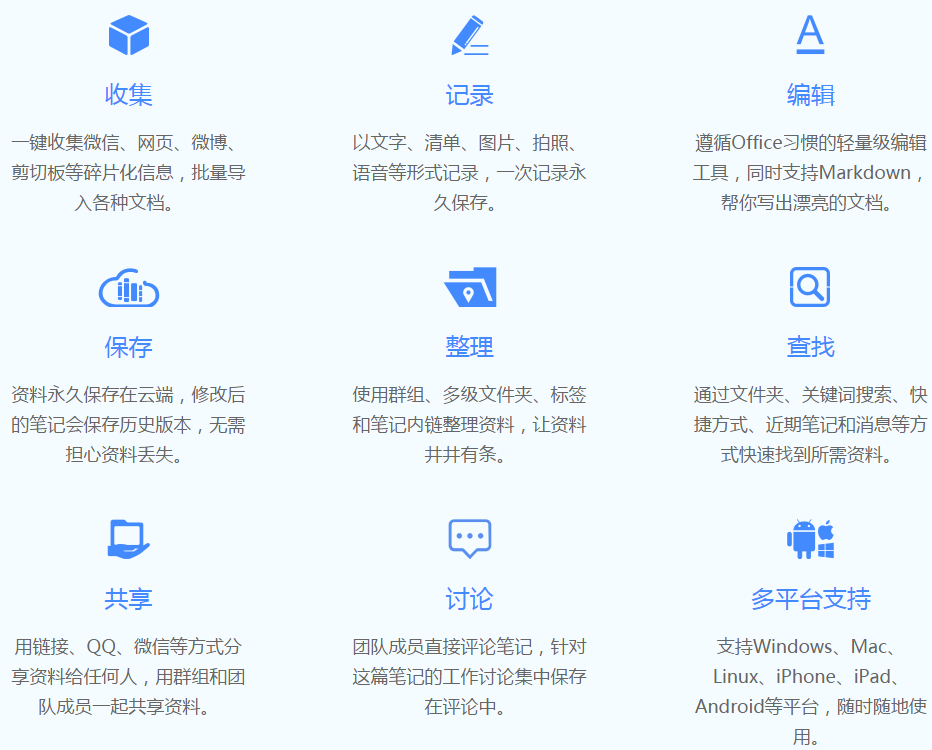 收集
一键收集微信、网页、微博、
剪切板等碎片化信息，批量导
入各种文档。
记录
以文字、清单、图片、拍照、
语音等形式记录，一次记录永
久保存。
编辑
遵循Office习惯的轻量级编辑
工具，同时支持Markdown，
帮你写出漂亮的文档。
保存
资料永久保存在云端，修改后
的笔记会保存历史版本，无需
担心资料丢失。
整理
使用群组、多级文件夹、标签
和笔记内链整理资料，让资料
井井有条。
查找
通过文件夹、关键词搜索、快
捷方式、近期笔记和消息等方
式快速找到所需资料。
共享
用链接、QQ、微信等方式分
享资料给任何人，用群组和团
队成员一起共享资料。
讨论
团队成员直接评论笔记，针对
这篇笔记的工作讨论集中保存
在评论中。
多平台支持
支持Windows、Mac、
Linux、iPhone、iPad、
Android等平台，随时随地使
用。